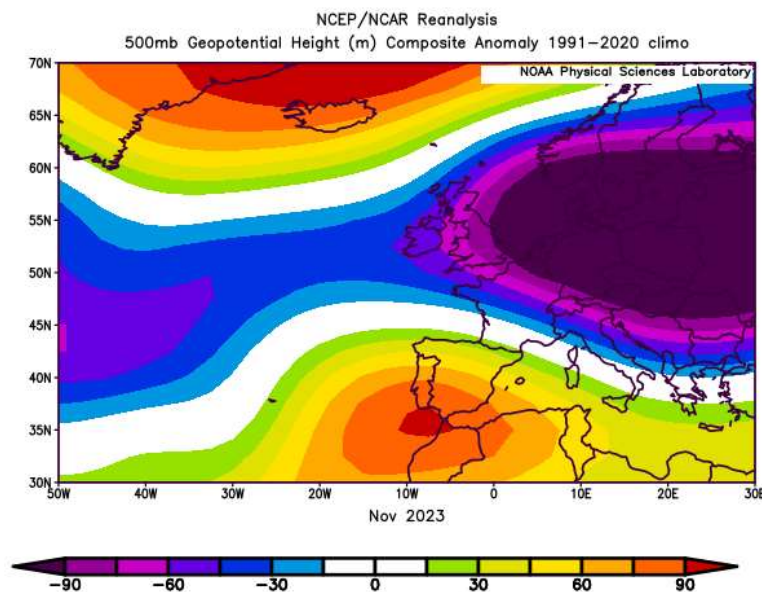 NCEP/NCAR Reanalysis
500mb Geopotential Height (m) Composite Anomaly 1991-2020 climo
NOAA Physical Sciences Laboratory
70N
65N
60N
55N
50N
45N
40N
35N
30N
50W 40W 30W 20W 10W 0 10E 20E 30E
Nov 2023
-90 -60 -30 0 30 60 90